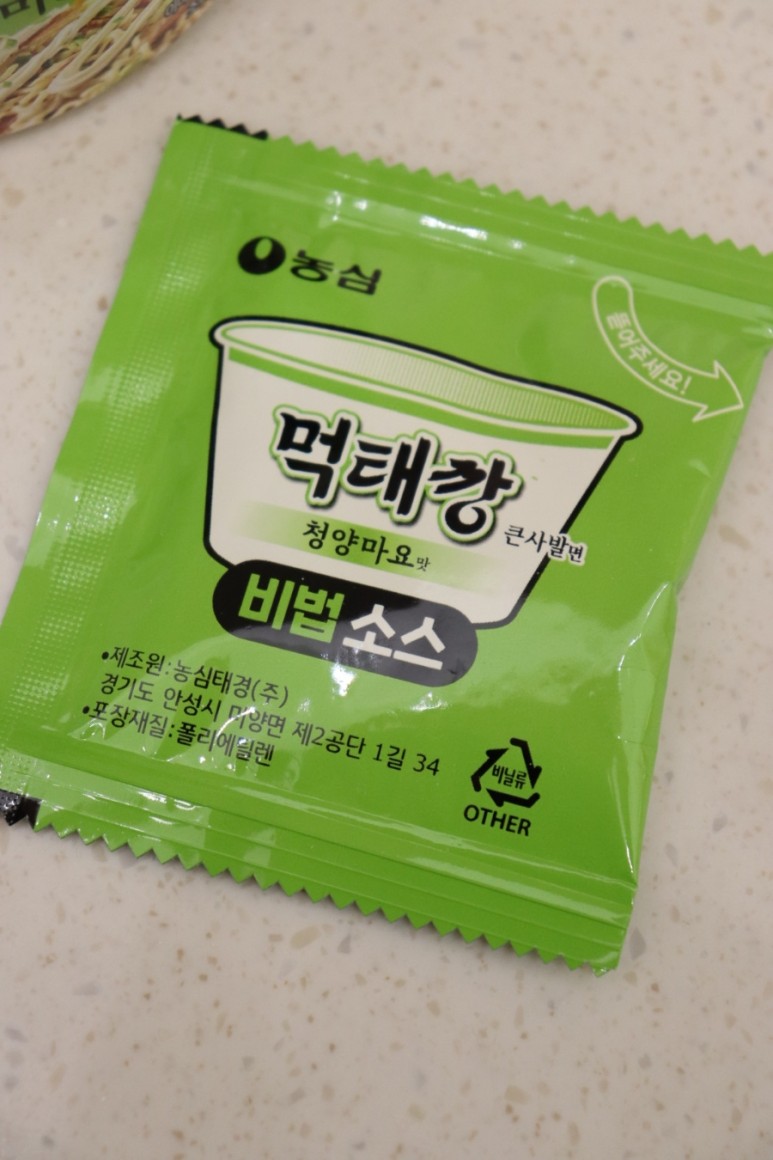 농심
뜯어주세요!
먹태깡
청양마요맛
큰사발면
비법소스
•제조원:농심태경(주)
경기도 안성시 미양면 제2공단 1길 34
•포장재질:폴리에틸렌
비닐류
OTHER